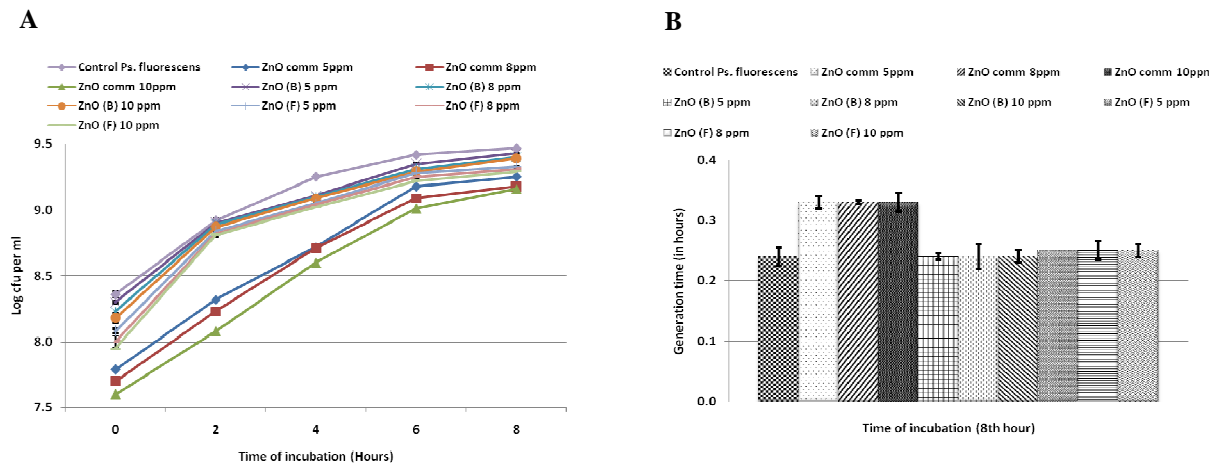 A
Control Ps. fluorescens ZnO comm 5ppm ZnO comm 8ppm
ZnO comm 10ppm ZnO (B) 5 ppm ZnO (B) 8 ppm
ZnO (B) 10 ppm ZnO (F) 5 ppm ZnO (F) 8 ppm
ZnO (F) 10 ppm
9.5
9.0
8.5
8.0
7.5
Log cfu per ml
0 2 4 6 8
Time of incubation (Hours)
B
Control Ps. fluorescens ZnO comm 5ppm ZnO comm 8ppm ZnO comm 10ppm
ZnO (B) 5 ppm ZnO (B) 8 ppm ZnO (B) 10 ppm ZnO (F) 5 ppm
ZnO (F) 8 ppm ZnO (F) 10 ppm
0.4
0.3
0.2
0.1
0.0
Generation time (in hours)
Time of incubation (8th hour)